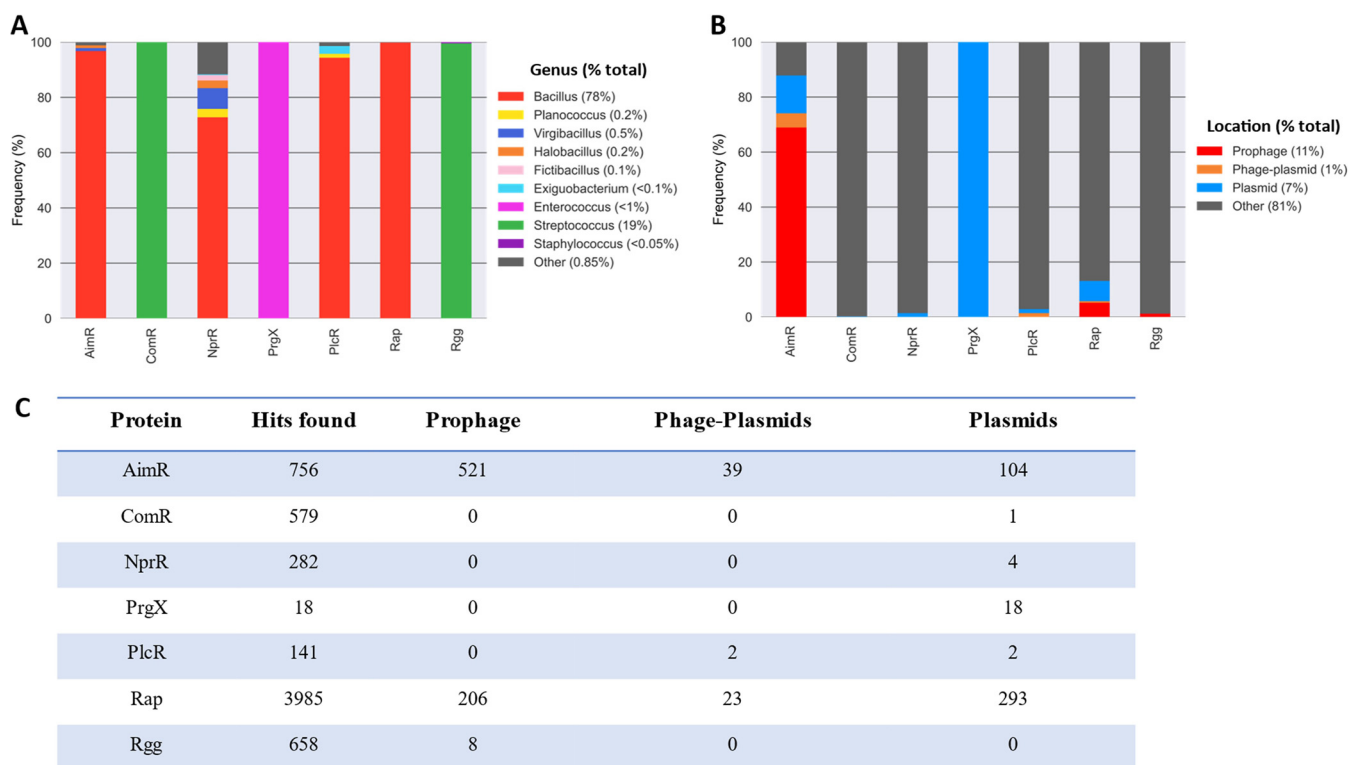 A
Frequency (%)
100
80
60
40
20
0
AimR
ComR
NprR
PrgX
PlcR
Rap
Rgg
Genus (% total)
Bacillus (78%)
Planococcus (0.2%)
Virgibacillus (0.5%)
Halobacillus (0.2%)
Fictibacillus (0.1%)
Exiguobacterium (<0.1%)
Enterococcus (<1%)
Streptococcus (19%)
Staphylococcus (<0.05%)
Other (0.85%)
B
Frequency (%)
100
80
60
40
20
0
AimR
ComR
NprR
PrgX
PlcR
Rap
Rgg
Location (% total)
Prophage (11%)
Phage-plasmid (1%)
Plasmid (7%)
Other (81%)
C
Protein Hits found Prophage Phage-Plasmids Plasmids
AimR 756 521 39 104
ComR 579 0 0 1
NprR 282 0 0 4
PrgX 18 0 0 18
PlcR 141 0 2 2
Rap 3985 206 23 293
Rgg 658 8 0 0